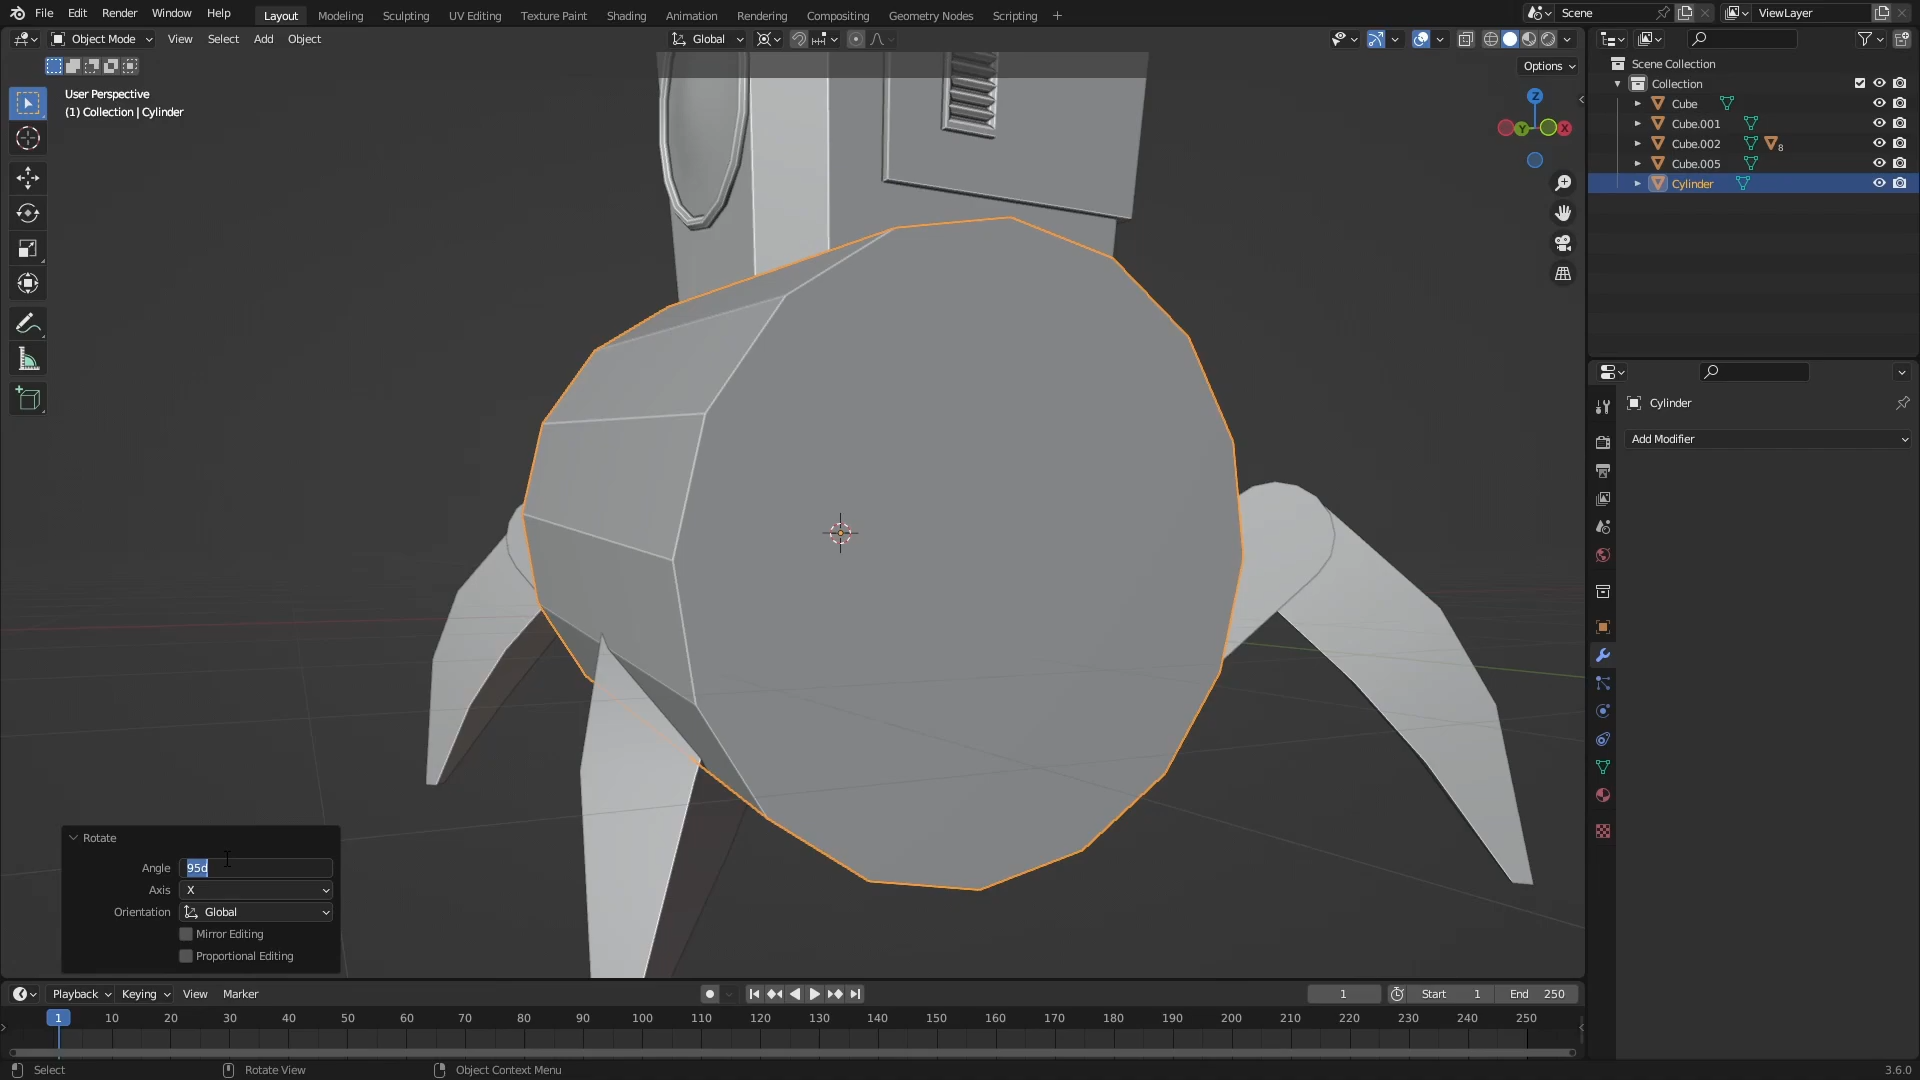 File Edit Render Window Help Layout Modeling Sculpting UV Editing Texture Paint Shading Animation Rendering Compositing Geometry Nodes Scripting + Scene ViewLayer
Object Mode View Select Add Object Global
Options
User Perspective
(1) Collection | Cylinder
Z
Y X
Scene Collection
Collection
Cube
Cube.001
Cube.002 8
Cube.005
Cylinder
Cylinder
Add Modifier
Rotate
Angle 95d
Axis X
Orientation Global
Mirror Editing
Proportional Editing
Playback Keying View Marker 1 Start 1 End 250
1 10 20 30 40 50 60 70 80 90 100 110 120 130 140 150 160 170 180 190 200 210 220 230 240 250
Select Rotate View Object Context Menu 3.6.0